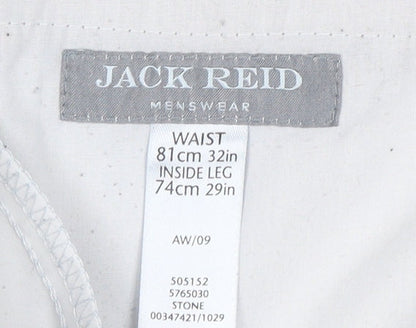 JACK REID
MENSWEAR
WAIST
81cm 32in
INSIDE LEG
74cm 29in
AW/09
505152
5765030
STONE
00347421/1029